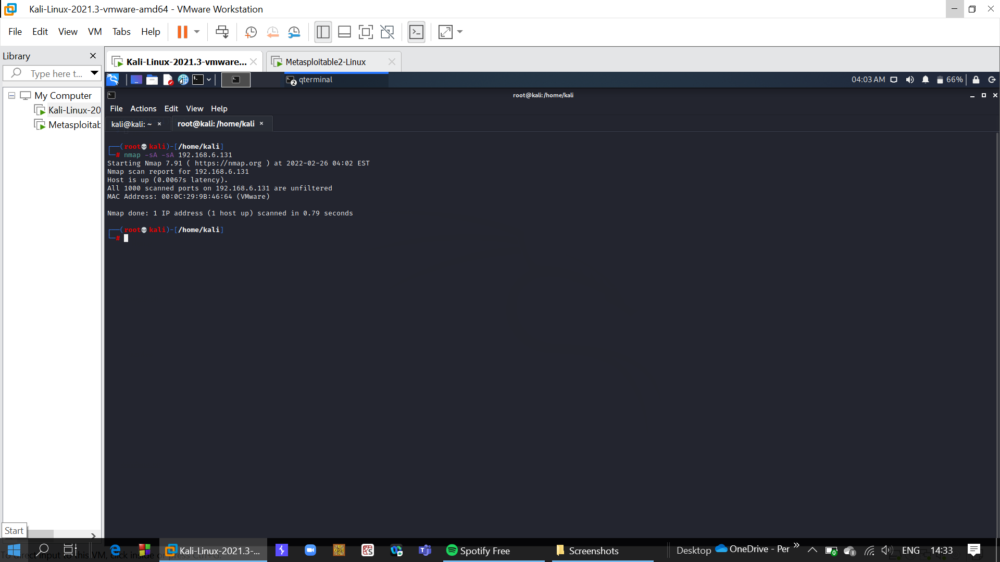 Kali-Linux-2021.3-vmware-amd64 - VMware Workstation
File Edit View VM Tabs Help
Library
Type here t...
My Computer
Kali-Linux-20
Metasploitab
Kali-Linux-2021.3-vmware...
Metasploitable2-Linux
2 qterminal
04:03 AM
66%
root@kali: /home/kali
File Actions Edit View Help
kali@kali: ~
root@kali: /home/kali
┌──(root💀kali)-[/home/kali]
└─# nmap -sA -sA 192.168.6.131
Starting Nmap 7.91 ( https://nmap.org ) at 2022-02-26 04:02 EST
Nmap scan report for 192.168.6.131
Host is up (0.0067s latency).
All 1000 scanned ports on 192.168.6.131 are unfiltered
MAC Address: 00:0C:29:9B:46:64 (VMware)
Nmap done: 1 IP address (1 host up) scanned in 0.79 seconds
┌──(root💀kali)-[/home/kali]
└─#
Start
Kali-Linux-2021.3-...
Spotify Free
Screenshots
Desktop
OneDrive - Per
ENG
14:33
To direct input to this VM, click inside or press Ctrl+G.